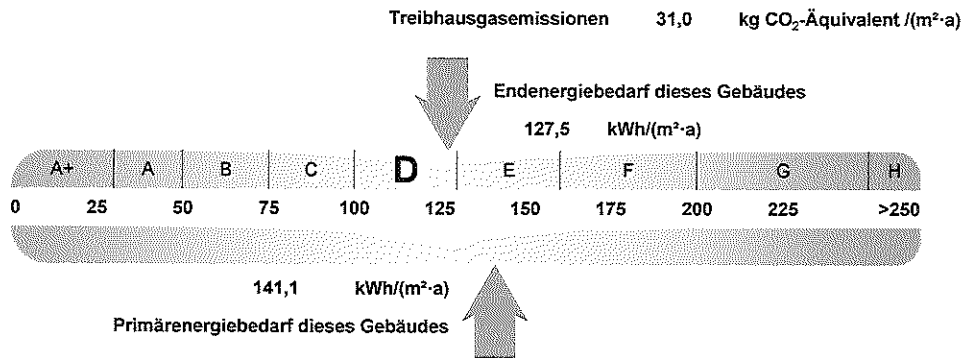 Treibhausgasemissionen 31,0 kg CO₂-Äquivalent /(m²·a)
Endenergiebedarf dieses Gebäudes
127,5 kWh/(m²·a)
A+ A B C D E F G H
0 25 50 75 100 125 150 175 200 225 >250
141,1 kWh/(m²·a)
Primärenergiebedarf dieses Gebäudes